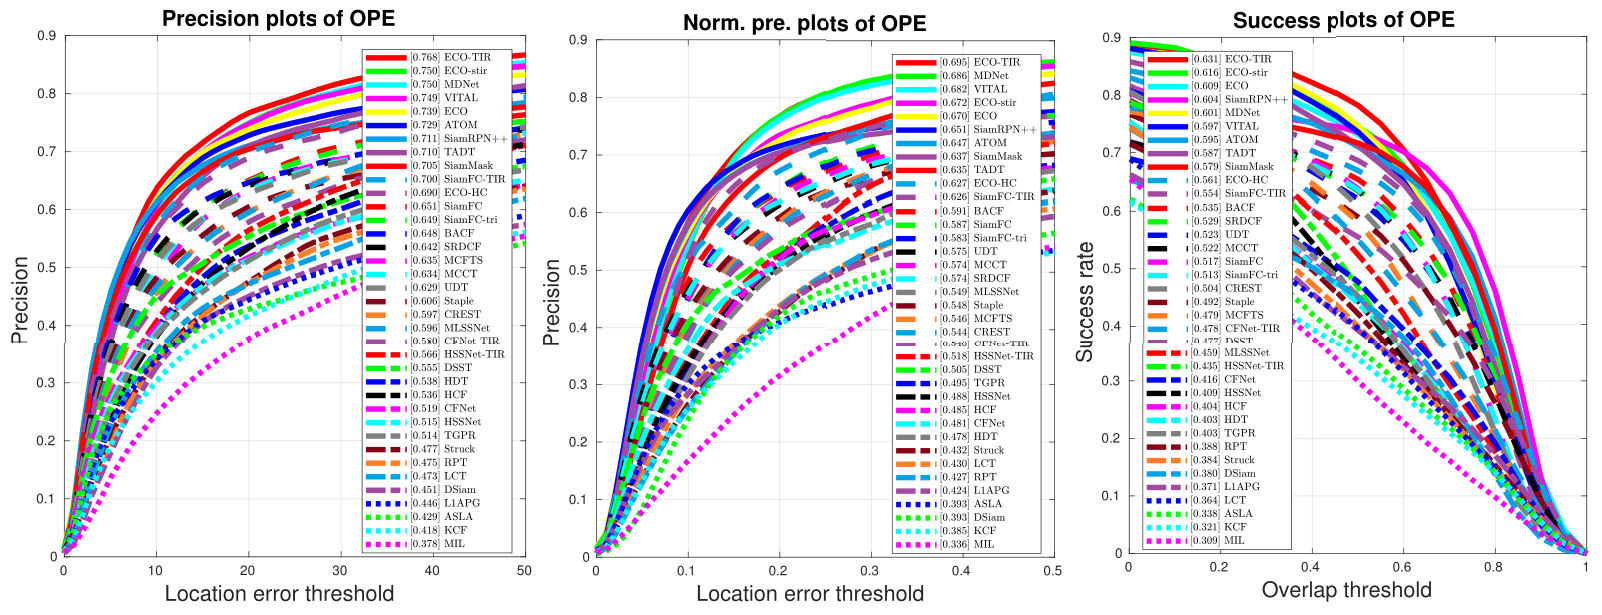 Precision plots of OPE
0.9
0.8
0.7
0.6
0.5
0.4
0.3
0.2
0.1
0
Precision
[0.768] ECO-TIR
[0.750] ECO-stir
[0.750] MDNet
[0.749] VITAL
[0.739] ECO
[0.729] ATOM
[0.711] SiamRPN++
[0.710] TADT
[0.705] SiamMask
[0.700] SiamFC-TIR
[0.690] ECO-HC
[0.651] SiamFC
[0.649] SiamFC-tri
[0.648] BACF
[0.642] SRDCF
[0.635] MCFTS
[0.634] MCCT
[0.629] UDT
[0.606] Staple
[0.597] CREST
[0.596] MLSSNet
[0.580] CFNet-TIR
[0.566] HSSNet-TIR
[0.555] DSST
[0.538] HDT
[0.536] HCF
[0.519] CFNet
[0.515] HSSNet
[0.514] TGPR
[0.477] Struck
[0.475] RPT
[0.473] LCT
[0.451] DSiam
[0.446] L1APG
[0.429] ASLA
[0.418] KCF
[0.378] MIL
0 10 20 30 40 50
Location error threshold
Norm. pre. plots of OPE
0.9
0.8
0.7
0.6
0.5
0.4
0.3
0.2
0.1
0
Precision
[0.695] ECO-TIR
[0.686] MDNet
[0.682] VITAL
[0.672] ECO-stir
[0.670] ECO
[0.651] SiamRPN++
[0.647] ATOM
[0.637] SiamMask
[0.635] TADT
[0.627] ECO-HC
[0.626] SiamFC-TIR
[0.591] BACF
[0.587] SiamFC
[0.583] SiamFC-tri
[0.575] UDT
[0.574] MCCT
[0.574] SRDCF
[0.549] MLSSNet
[0.548] Staple
[0.546] MCFTS
[0.544] CREST
CFNet-TIR
[0.518] HSSNet-TIR
[0.505] DSST
[0.495] TGPR
[0.488] HSSNet
[0.485] HCF
[0.481] CFNet
[0.478] HDT
[0.432] Struck
[0.430] LCT
[0.427] RPT
[0.424] L1APG
[0.393] ASLA
[0.393] DSiam
[0.385] KCF
[0.336] MIL
0 0.1 0.2 0.3 0.4 0.5
Location error threshold
Success plots of OPE
0.9
0.8
0.7
0.6
0.5
0.4
0.3
0.2
0.1
0
Success rate
[0.631] ECO-TIR
[0.616] ECO-stir
[0.609] ECO
[0.604] SiamRPN++
[0.601] MDNet
[0.597] VITAL
[0.595] ATOM
[0.587] TADT
[0.579] SiamMask
[0.561] ECO-HC
[0.554] SiamFC-TIR
[0.535] BACF
[0.529] SRDCF
[0.523] UDT
[0.522] MCCT
[0.517] SiamFC
[0.513] SiamFC-tri
[0.504] CREST
[0.492] Staple
[0.479] MCFTS
[0.478] CFNet-TIR
[0.477] DSST
[0.459] MLSSNet
[0.435] HSSNet-TIR
[0.416] CFNet
[0.409] HSSNet
[0.404] HCF
[0.403] HDT
[0.403] TGPR
[0.388] RPT
[0.384] Struck
[0.380] DSiam
[0.371] L1APG
[0.364] LCT
[0.338] ASLA
[0.321] KCF
[0.309] MIL
0 0.2 0.4 0.6 0.8 1
Overlap threshold